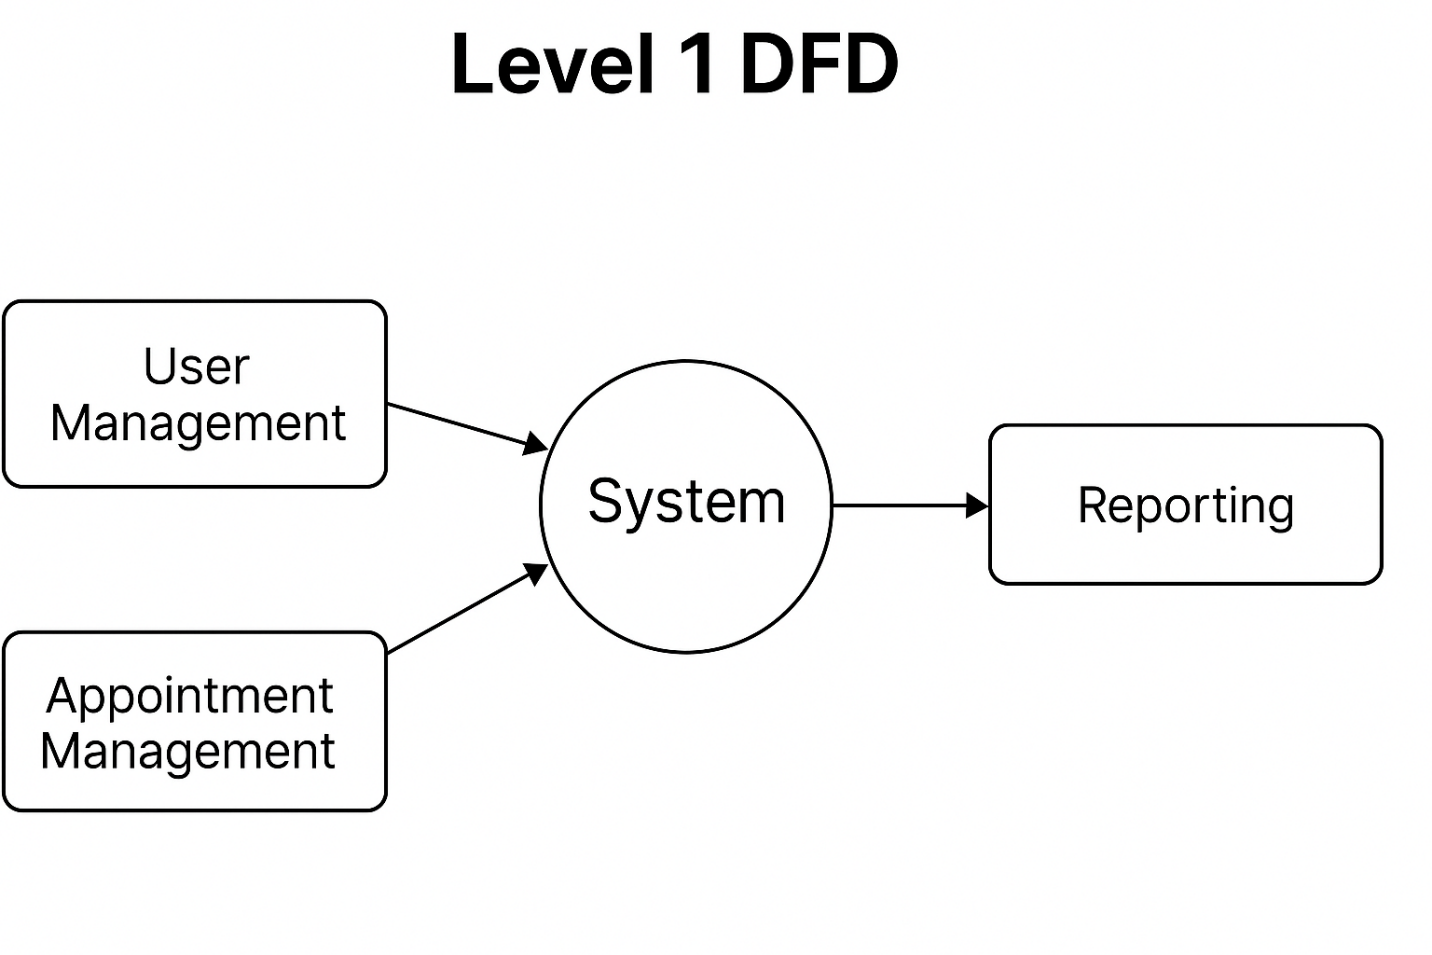 Level 1 DFD
User
Management
System
Reporting
Appointment
Management